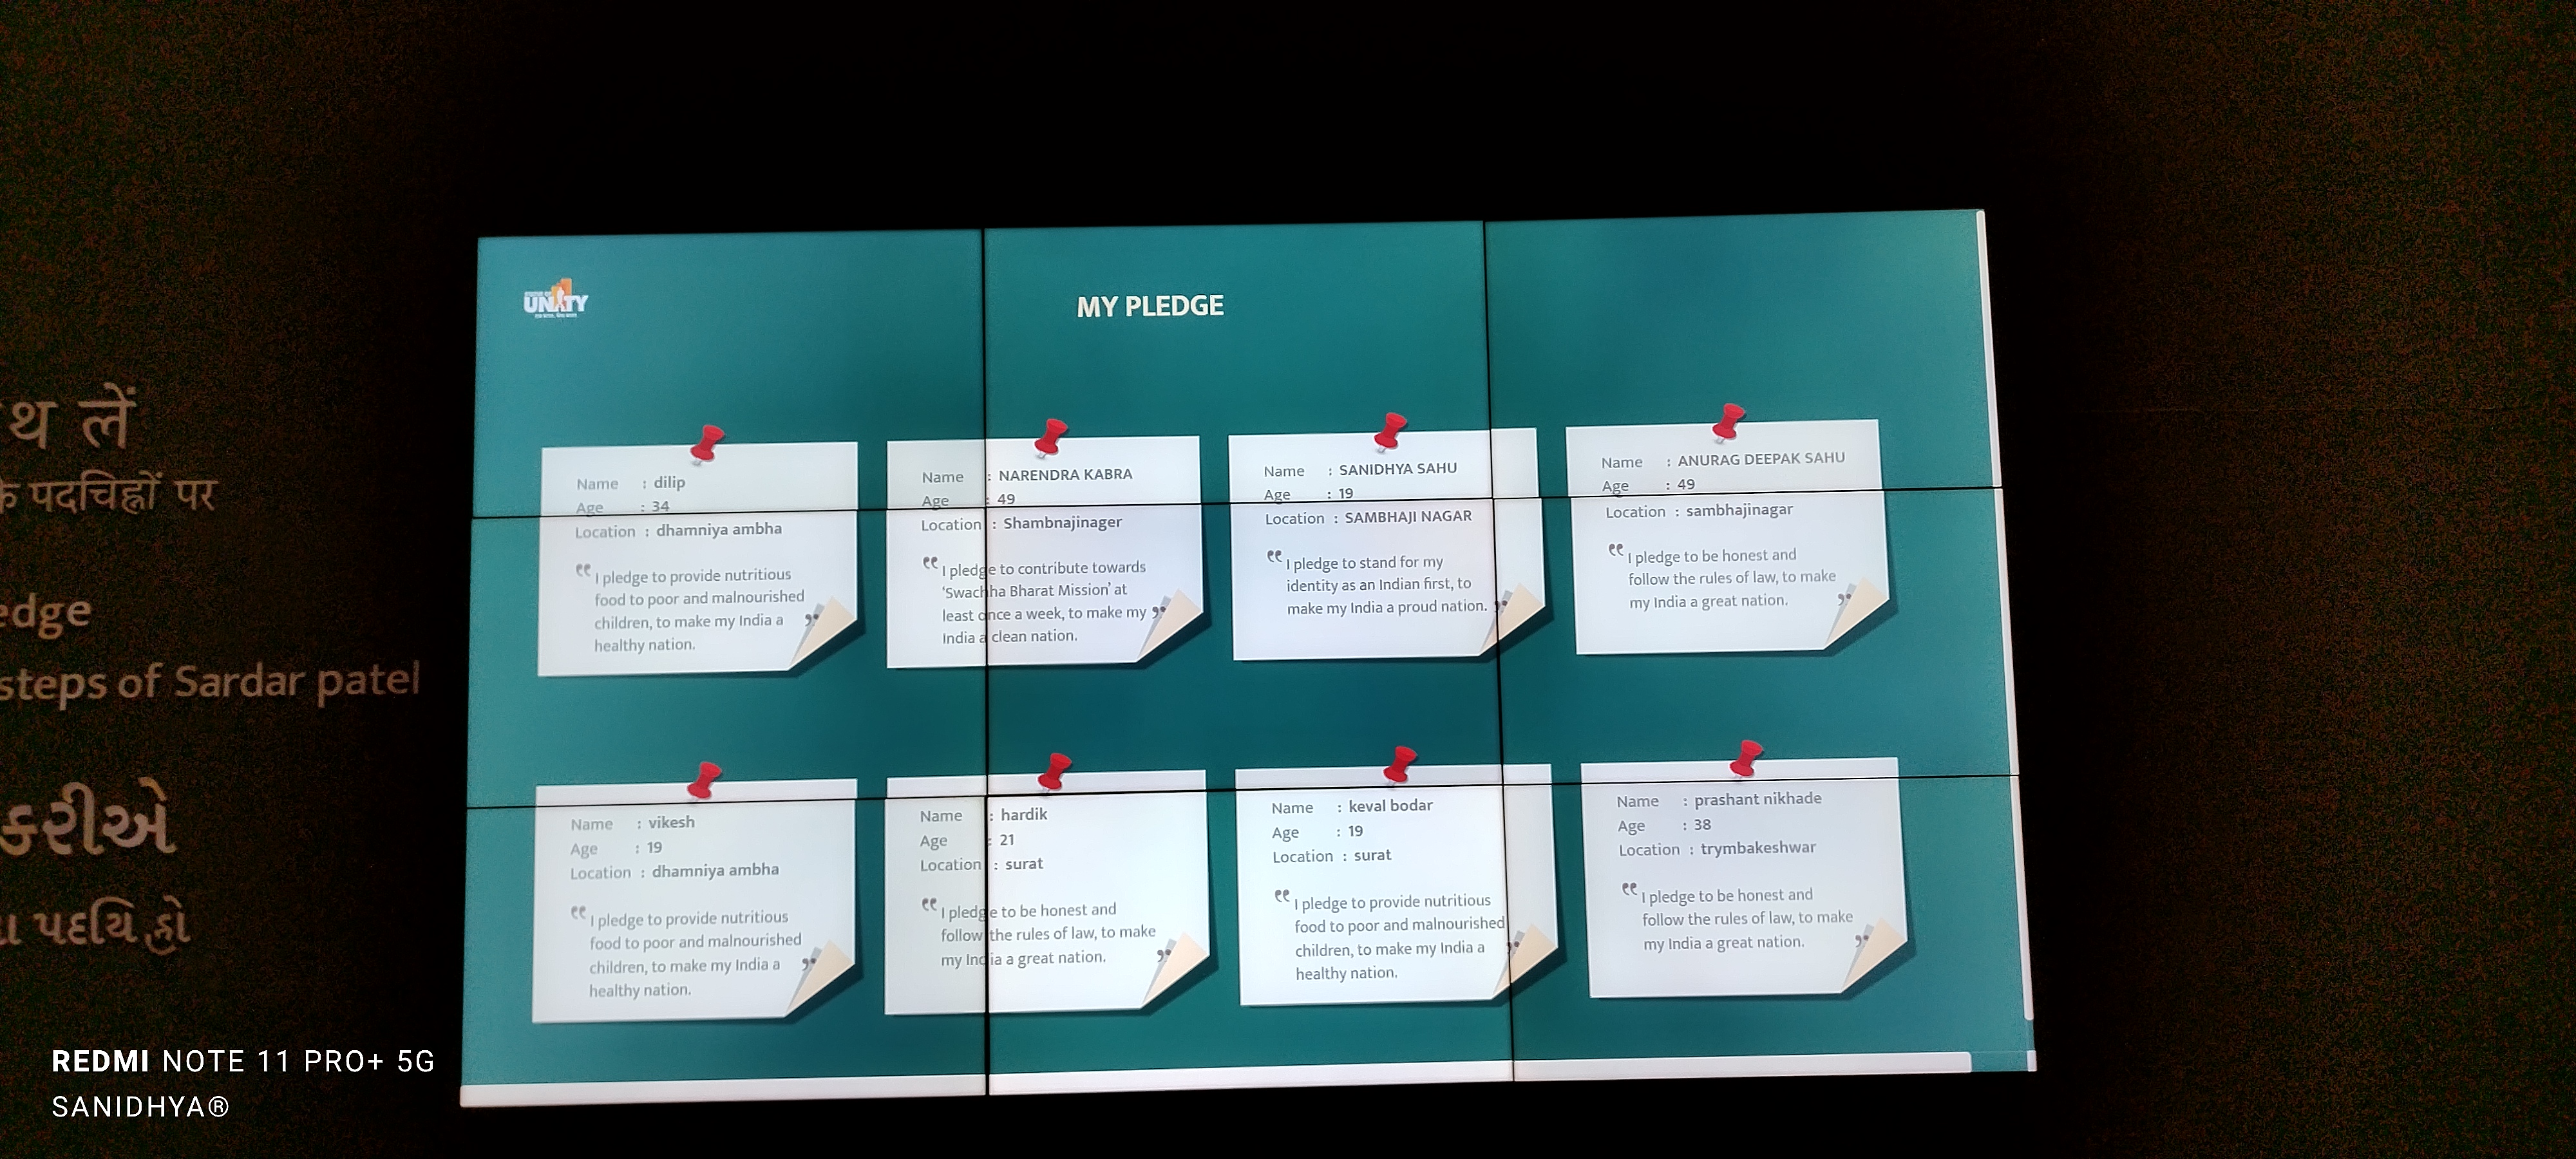 थ लें
के पदचिह्नों पर
edge
steps of Sardar patel
કરીએ
UNITY
MY PLEDGE
Name : dilip
Age : 34
Location : dhamniya ambha
“ I pledge to provide nutritious
food to poor and malnourished
children, to make my India a
healthy nation. ”
Name : NARENDRA KABRA
Age : 49
Location : Shambnajinager
“ I pledge to contribute towards
'Swachha Bharat Mission' at
least once a week, to make my ”
India a clean nation.
Name : SANIDHYA SAHU
Age : 19
Location : SAMBHAJI NAGAR
“ I pledge to stand for my
identity as an Indian first, to
make my India a proud nation. ”
Name : ANURAG DEEPAK SAHU
Age : 49
Location : sambhajinagar
“ I pledge to be honest and
follow the rules of law, to make
my India a great nation. ”
Name : vikesh
Age : 19
Location : dhamniya ambha
“ I pledge to provide nutritious
food to poor and malnourished
children, to make my India a
healthy nation. ”
Name : hardik
Age : 21
Location : surat
“ I pledge to be honest and
follow the rules of law, to make
my India a great nation. ”
Name : keval bodar
Age : 19
Location : surat
“ I pledge to provide nutritious
food to poor and malnourished
children, to make my India a
healthy nation. ”
Name : prashant nikhade
Age : 38
Location : trymbakeshwar
“ I pledge to be honest and
follow the rules of law, to make
my India a great nation. ”
REDMI NOTE 11 PRO+ 5G
SANIDHYA®